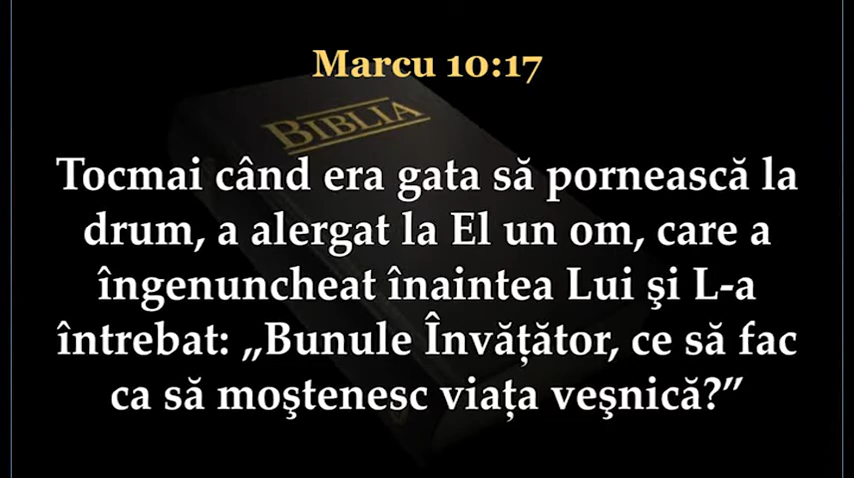 Marcu 10:17
BIBLIA
Tocmai când era gata să pornească la
drum, a alergat la El un om, care a
îngenuncheat înaintea Lui şi L-a
întrebat: „Bunule Învăţător, ce să fac
ca să moştenesc viaţa veşnică?”